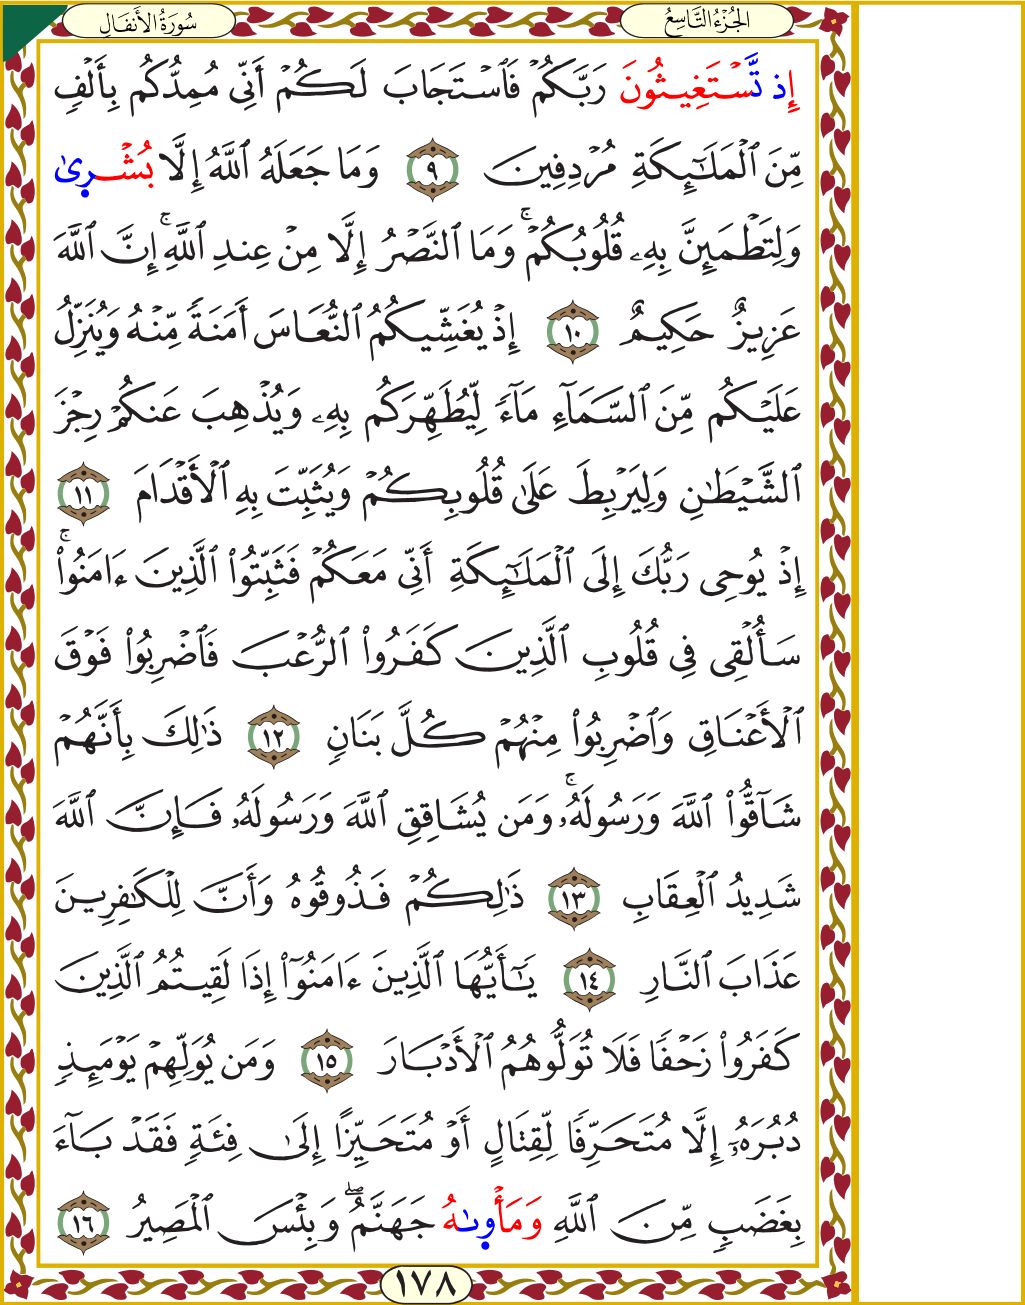 الجُزْءُ التَّاسِعُ
سُورَةُ الأَنفَالِ
إِذ تَّسْتَغِيثُونَ رَبَّكُمْ فَٱسْتَجَابَ لَكُمْ أَنِّى مُمِدُّكُم بِأَلْفٍ
مِّنَ ٱلْمَلَٰٓئِكَةِ مُرْدِفِينَ ٩ وَمَا جَعَلَهُ ٱللَّهُ إِلَّا بُشْرٜىٰ
وَلِتَطْمَئِنَّ بِهِۦ قُلُوبُكُمْ ۚ وَمَا ٱلنَّصْرُ إِلَّا مِنْ عِندِ ٱللَّهِ ۚ إِنَّ ٱللَّهَ
عَزِيزٌ حَكِيمٌ ١٠ إِذْ يُغَشِّيكُمُ ٱلنُّعَاسَ أَمَنَةً مِّنْهُ وَيُنَزِّلُ
عَلَيْكُم مِّنَ ٱلسَّمَآءِ مَآءً لِّيُطَهِّرَكُم بِهِۦ وَيُذْهِبَ عَنكُمْ رِجْزَ
ٱلشَّيْطَٰنِ وَلِيَرْبِطَ عَلَىٰ قُلُوبِكُمْ وَيُثَبِّتَ بِهِ ٱلْأَقْدَامَ ١١
إِذْ يُوحِى رَبُّكَ إِلَى ٱلْمَلَٰٓئِكَةِ أَنِّى مَعَكُمْ فَثَبِّتُوا۟ ٱلَّذِينَ ءَامَنُوا۟ ۚ
سَأُلْقِى فِى قُلُوبِ ٱلَّذِينَ كَفَرُوا۟ ٱلرُّعْبَ فَٱضْرِبُوا۟ فَوْقَ
ٱلْأَعْنَاقِ وَٱضْرِبُوا۟ مِنْهُمْ كُلَّ بَنَانٍ ١٢ ذَٰلِكَ بِأَنَّهُمْ
شَآقُّوا۟ ٱللَّهَ وَرَسُولَهُۥ ۚ وَمَن يُشَاقِقِ ٱللَّهَ وَرَسُولَهُۥ فَإِنَّ ٱللَّهَ
شَدِيدُ ٱلْعِقَابِ ١٣ ذَٰلِكُمْ فَذُوقُوهُ وَأَنَّ لِلْكَٰفِرِينَ
عَذَابَ ٱلنَّارِ ١٤ يَٰٓأَيُّهَا ٱلَّذِينَ ءَامَنُوٓا۟ إِذَا لَقِيتُمُ ٱلَّذِينَ
كَفَرُوا۟ زَحْفًا فَلَا تُوَلُّوهُمُ ٱلْأَدْبَارَ ١٥ وَمَن يُوَلِّهِمْ يَوْمَئِذٍ
دُبُرَهُۥٓ إِلَّا مُتَحَرِّفًا لِّقِتَالٍ أَوْ مُتَحَيِّزًا إِلَىٰ فِئَةٍ فَقَدْ بَآءَ
بِغَضَبٍ مِّنَ ٱللَّهِ وَمَأْوٜىٰهُ جَهَنَّمُ ۖ وَبِئْسَ ٱلْمَصِيرُ ١٦
١٧٨